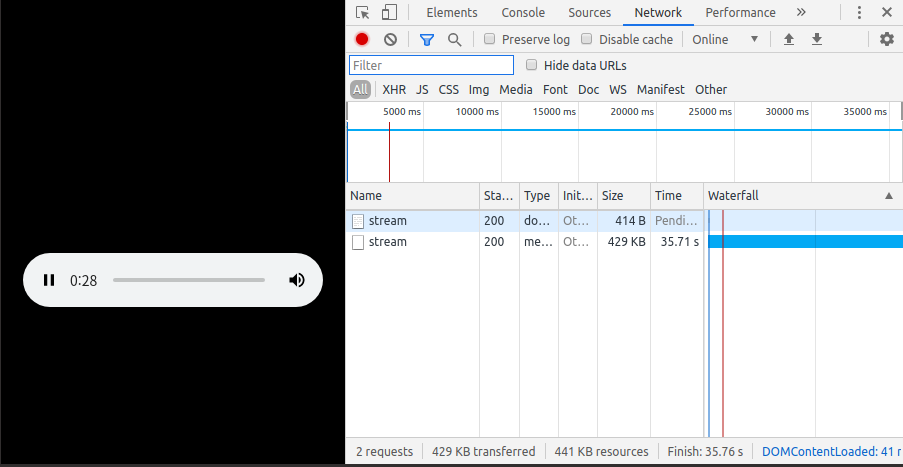 Elements Console Sources Network Performance »
Preserve log Disable cache Online
Filter Hide data URLs
All XHR JS CSS Img Media Font Doc WS Manifest Other
5000 ms 10000 ms 15000 ms 20000 ms 25000 ms 30000 ms 35000 ms
Name Sta... Type Init... Size Time Waterfall
stream 200 do... Ot... 414 B Pendi...
stream 200 me... Ot... 429 KB 35.71 s
0:28
2 requests 429 KB transferred 441 KB resources Finish: 35.76 s DOMContentLoaded: 41